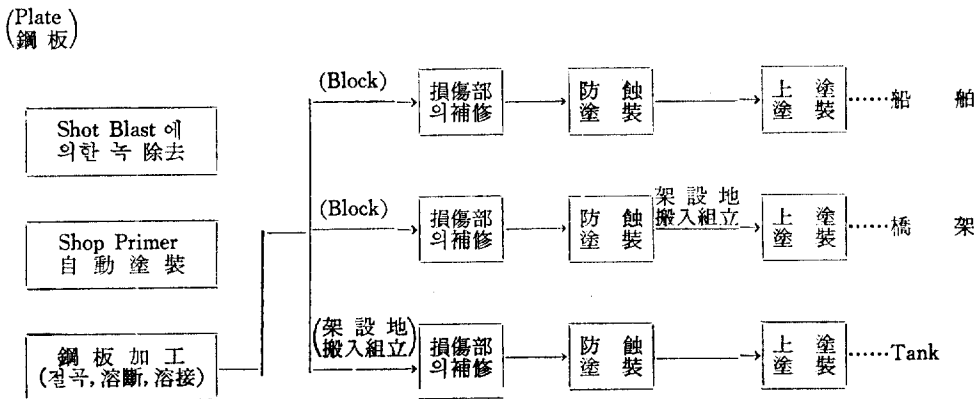 (Plate)
(鋼 板)
Shot Blast 에
의한 녹 除去
Shop Primer
自 動 塗 裝
鋼 板 加 工
(절곡, 溶斷, 溶接)
(Block)
損傷部
의補修
防 蝕
塗 裝
上 塗
塗 裝
……船 舶
(Block)
損傷部
의補修
防 蝕
塗 裝
架 設 地
搬入組立
上 塗
塗 裝
……橋 架
(架 設 地
搬入組立)
損傷部
의補修
防 蝕
塗 裝
上 塗
塗 裝
……Tank